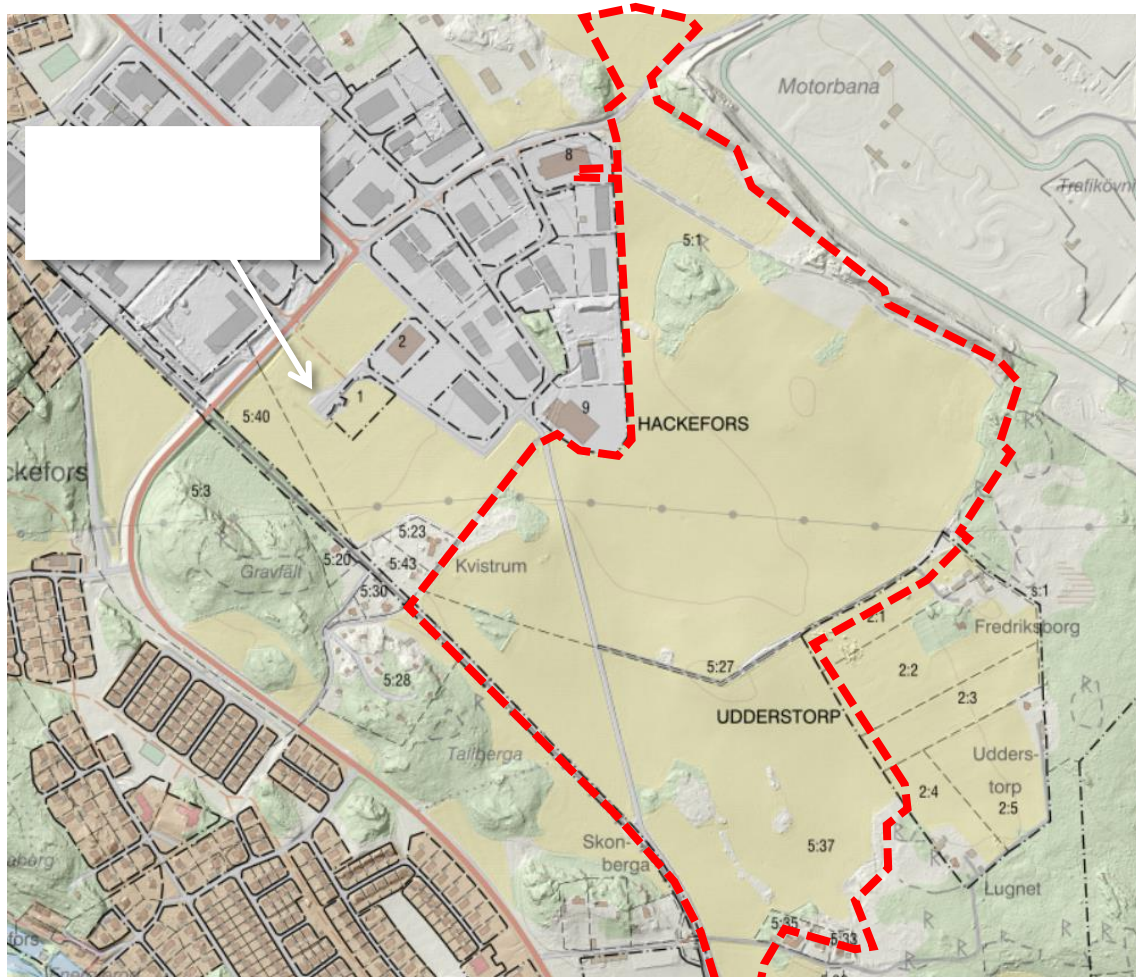 Motorbana
8
Trafikövni
5:1
R
2
1
5:40
9
HACKEFORS
ckefors
5:3
5:23
5:20
5:43
Kvistrum
Gravfält
5:30
s:1
2:1
Fredriksborg
5:27
2:2
5:28
2:3
UDDERSTORP
Tallberga
Udders-
torp
2:4
2:5
5:37
Skon-
berga
Lugnet
5:35
5:33